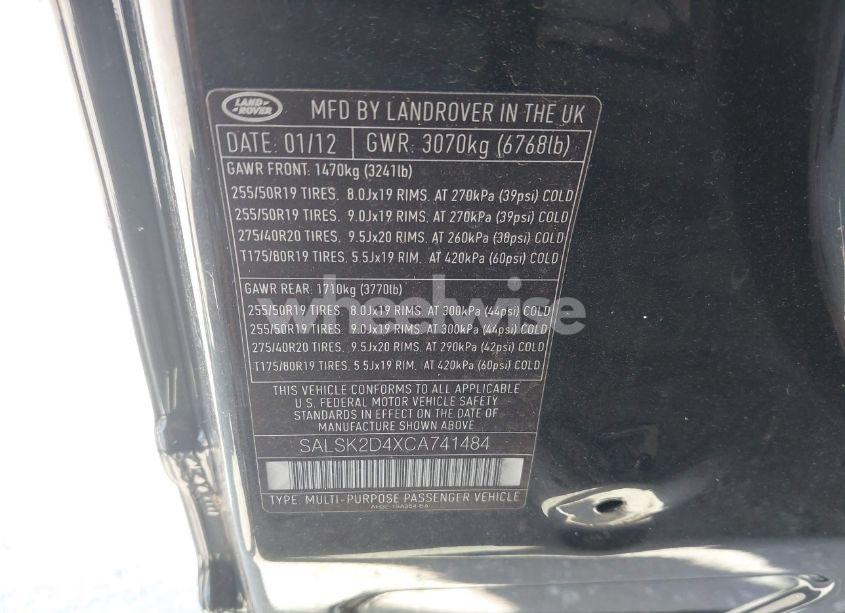 LAND ROVER
MFD BY LANDROVER IN THE UK
DATE: 01/12 GWR: 3070kg (6768lb)
GAWR FRONT: 1470kg (3241lb)
255/50R19 TIRES, 8.0Jx19 RIMS, AT 270kPa (39psi) COLD
255/50R19 TIRES, 9.0Jx19 RIMS, AT 270kPa (39psi) COLD
275/40R20 TIRES, 9.5Jx20 RIMS, AT 260kPa (38psi) COLD
T175/80R19 TIRES, 5.5Jx19 RIM, AT 420kPa (60psi) COLD
GAWR REAR: 1710kg (3770lb)
wheelwise
255/50R19 TIRES 8.0Jx19 RIMS, AT 300kPa (44psi) COLD
255/50R19 TIRES 9.0Jx19 RIMS, AT 300kPa (44psi) COLD
275/40R20 TIRES, 9.5Jx20 RIMS, AT 290kPa (42psi) COLD
T175/80R19 TIRES, 5.5Jx19 RIM, AT 420kPa (60psi) COLD
THIS VEHICLE CONFORMS TO ALL APPLICABLE
U.S. FEDERAL MOTOR VEHICLE SAFETY
STANDARDS IN EFFECT ON THE DATE OF
MANUFACTURE SHOWN ABOVE
SALSK2D4XCA741484
TYPE: MULTI-PURPOSE PASSENGER VEHICLE